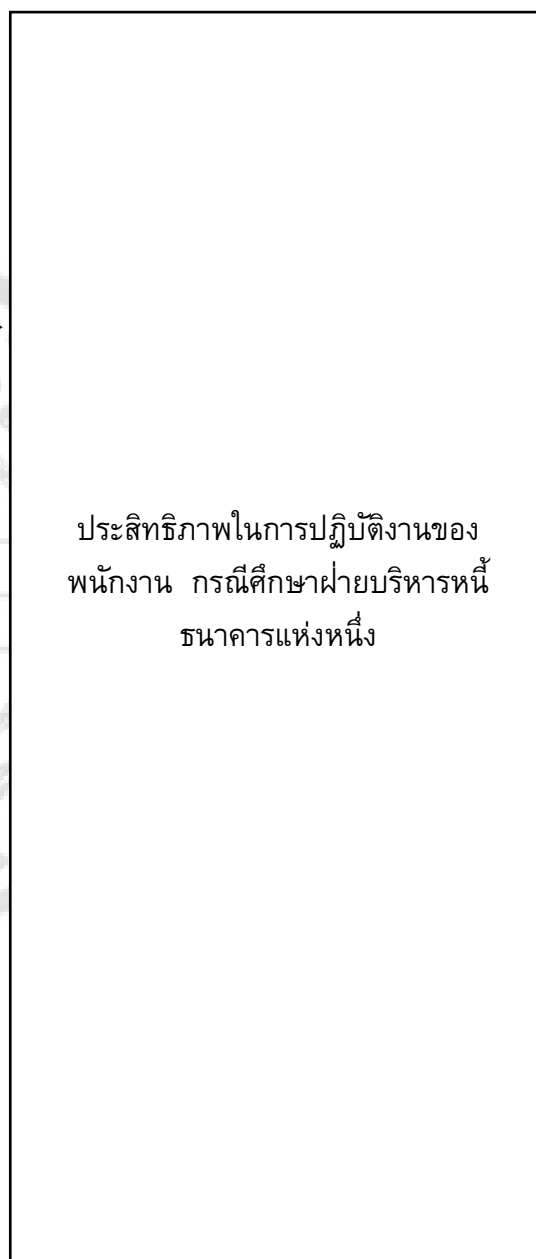 ประสิทธิภาพในการปฏิบัติงานของ
พนักงาน กรณีศึกษาฝ่ายบริหารหนี้
ธนาคารแห่งหนึ่ง